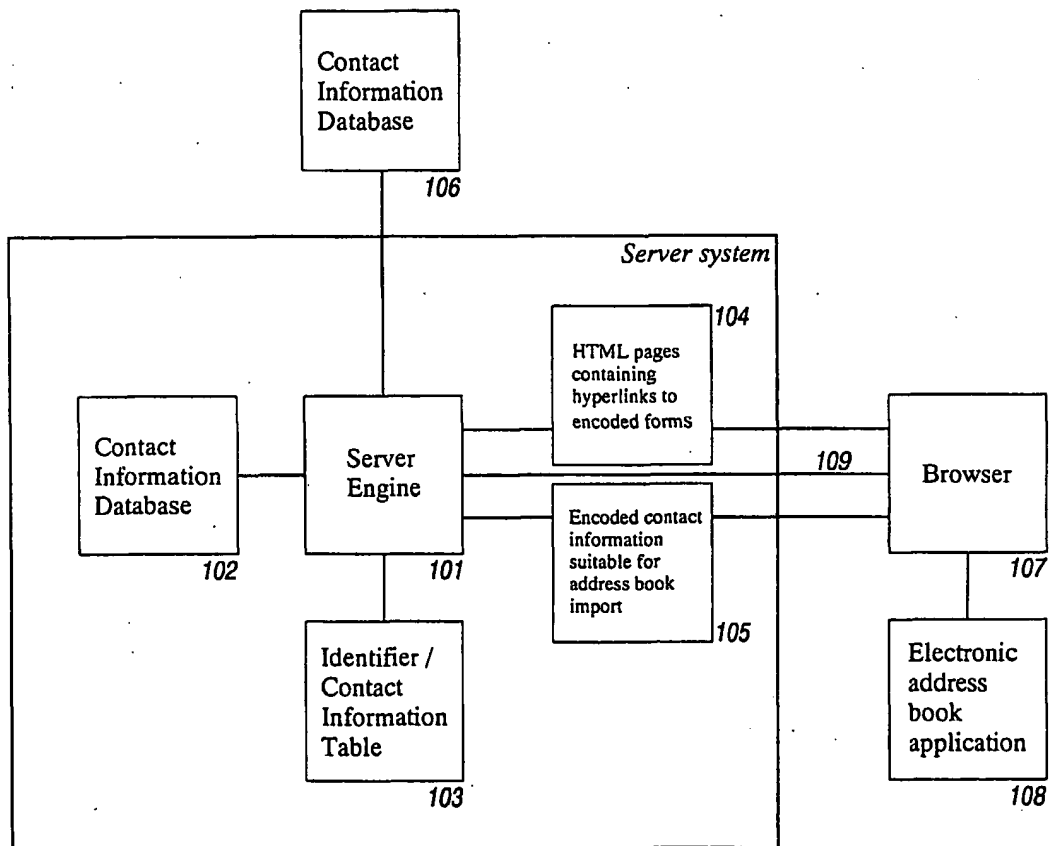 Contact
Information
Database
106
Server system
104
HTML pages
containing
hyperlinks to
encoded forms
Contact
Information
Database
102
Server
Engine
101
109
Browser
107
Encoded contact
information
suitable for
address book
import
105
Identifier /
Contact
Information
Table
103
Electronic
address
book
application
108